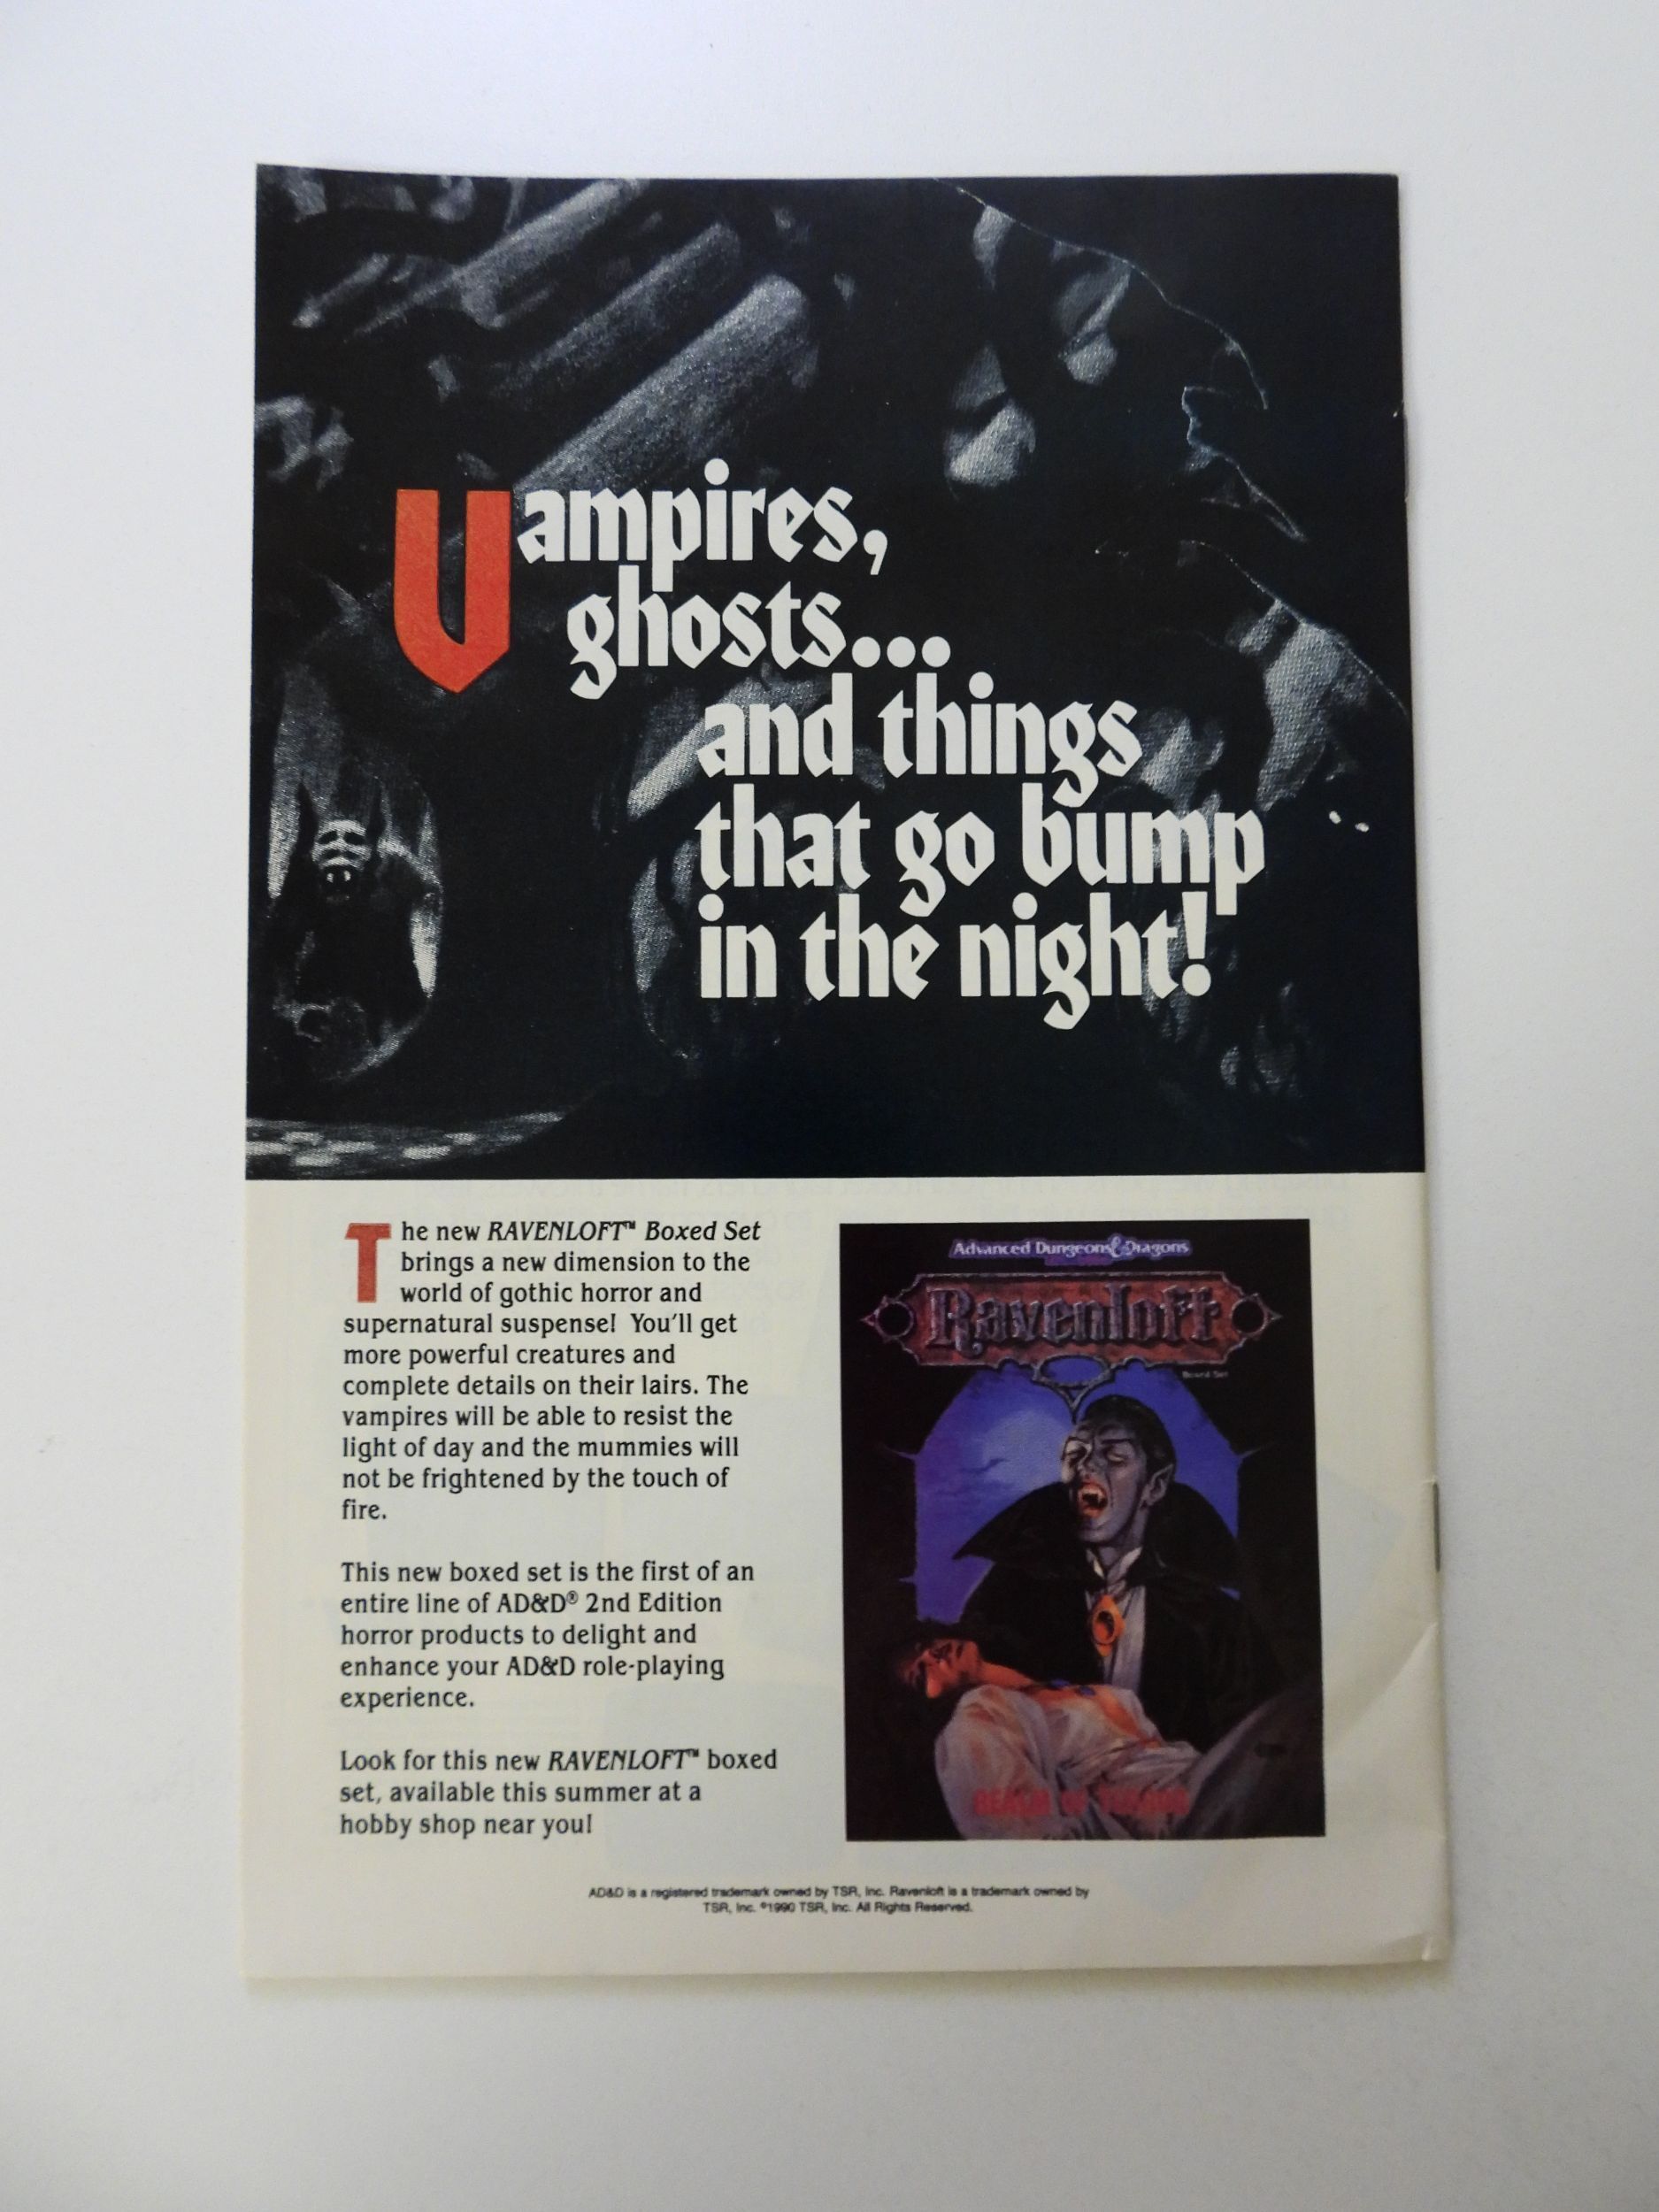 Vampires,
ghosts...
and things
that go bump
in the night!
The new RAVENLOFT™ Boxed Set
brings a new dimension to the
world of gothic horror and
supernatural suspense! You'll get
more powerful creatures and
complete details on their lairs. The
vampires will be able to resist the
light of day and the mummies will
not be frightened by the touch of
fire.
This new boxed set is the first of an
entire line of AD&D® 2nd Edition
horror products to delight and
enhance your AD&D role-playing
experience.
Look for this new RAVENLOFT™ boxed
set, available this summer at a
hobby shop near you!
Advanced Dungeons & Dragons
Ravenloft
Boxed Set
REALM OF TERROR
AD&D is a registered trademark owned by TSR, Inc. Ravenloft is a trademark owned by
TSR, Inc. ©1990 TSR, Inc. All Rights Reserved.